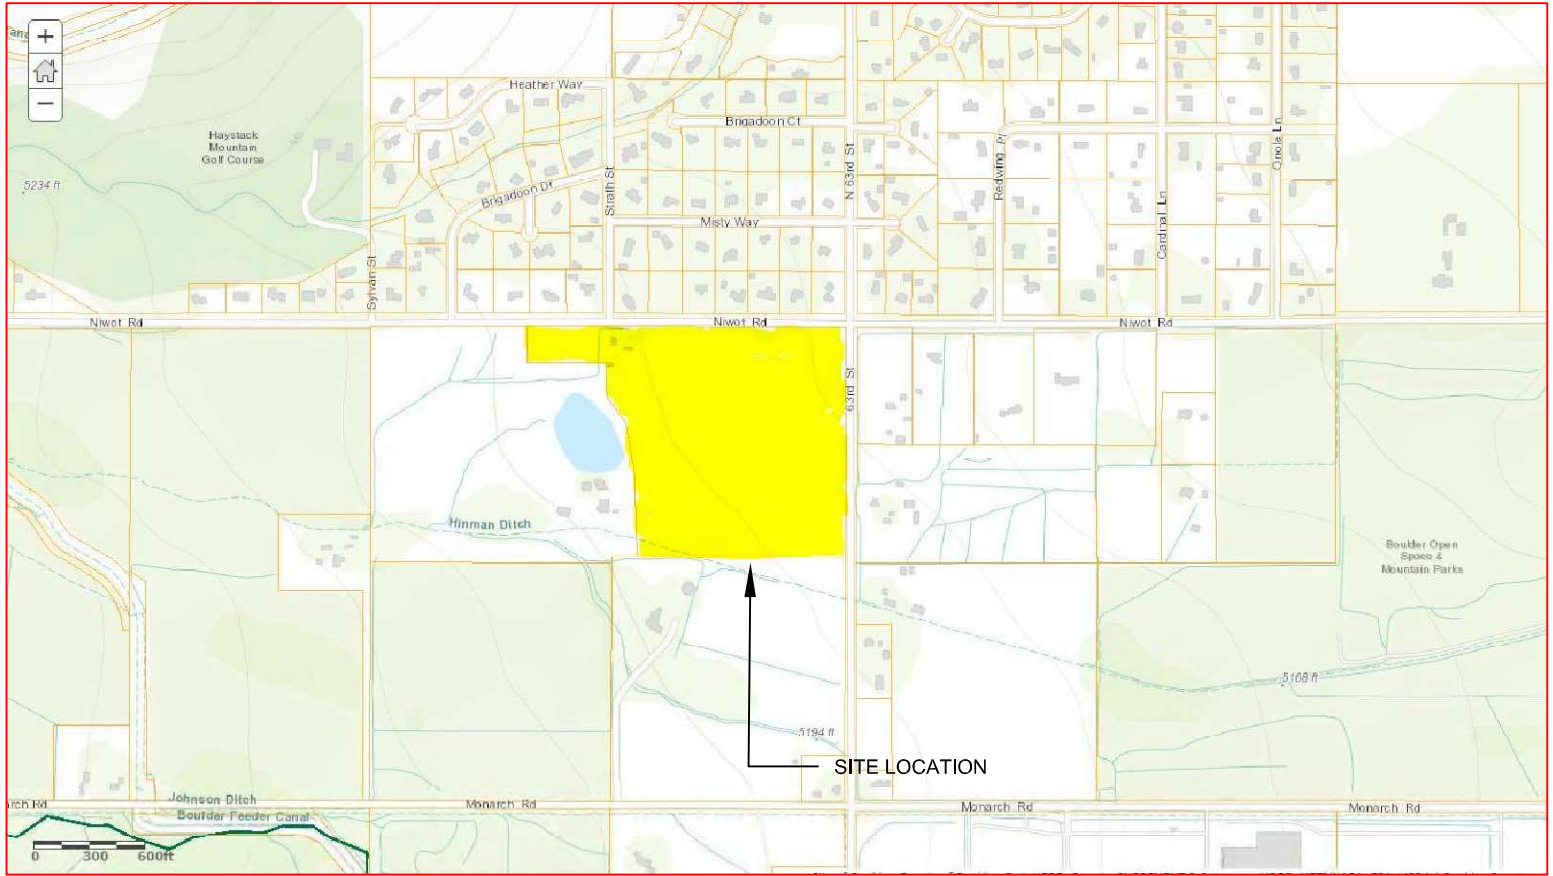 +
−
Heather Way
Brigadoon Ct
Haystack
Mountain
Golf Course
Oriole Ln
N 63rd St
Redwing Pl
5234 ft
Brigadoon Dr
Strath St
Cardinal Ln
Misty Way
Sylvan St
Niwot Rd
Niwot Rd
Niwot Rd
63rd St
Hinman Ditch
Boulder Open
Space &
Mountain Parks
5168 ft
5194 ft
SITE LOCATION
Johnson Ditch
arch Rd
Monarch Rd
Monarch Rd
Monarch Rd
Boulder Feeder Canal
0 300 600ft